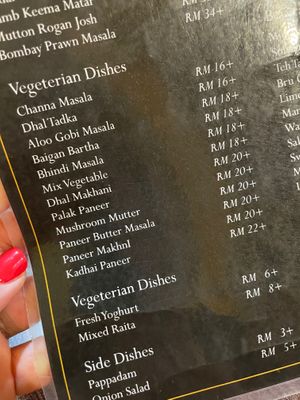 Keema Matar
Mutton Rogan Josh
Bombay Prawn Masala RM 34+
Vegeterian Dishes
Channa Masala RM 16+
Dhal Tadka RM 16+
Aloo Gobi Masala RM 18+
Baigan Bartha RM 18+
Bhindi Masala RM 18+
Mix Vegetable RM 18+
Dhal Makhani RM 20+
Palak Paneer RM 20+
Mushroom Mutter RM 20+
Paneer Butter Masala RM 20+
Paneer Makhnl RM 20+
Kadhai Paneer RM 22+
Vegeterian Dishes
Fresh Yoghurt RM 6+
Mixed Raita RM 8+
Side Dishes
Pappadam RM 3+
Onion Salad RM 5+
Teh
Bru